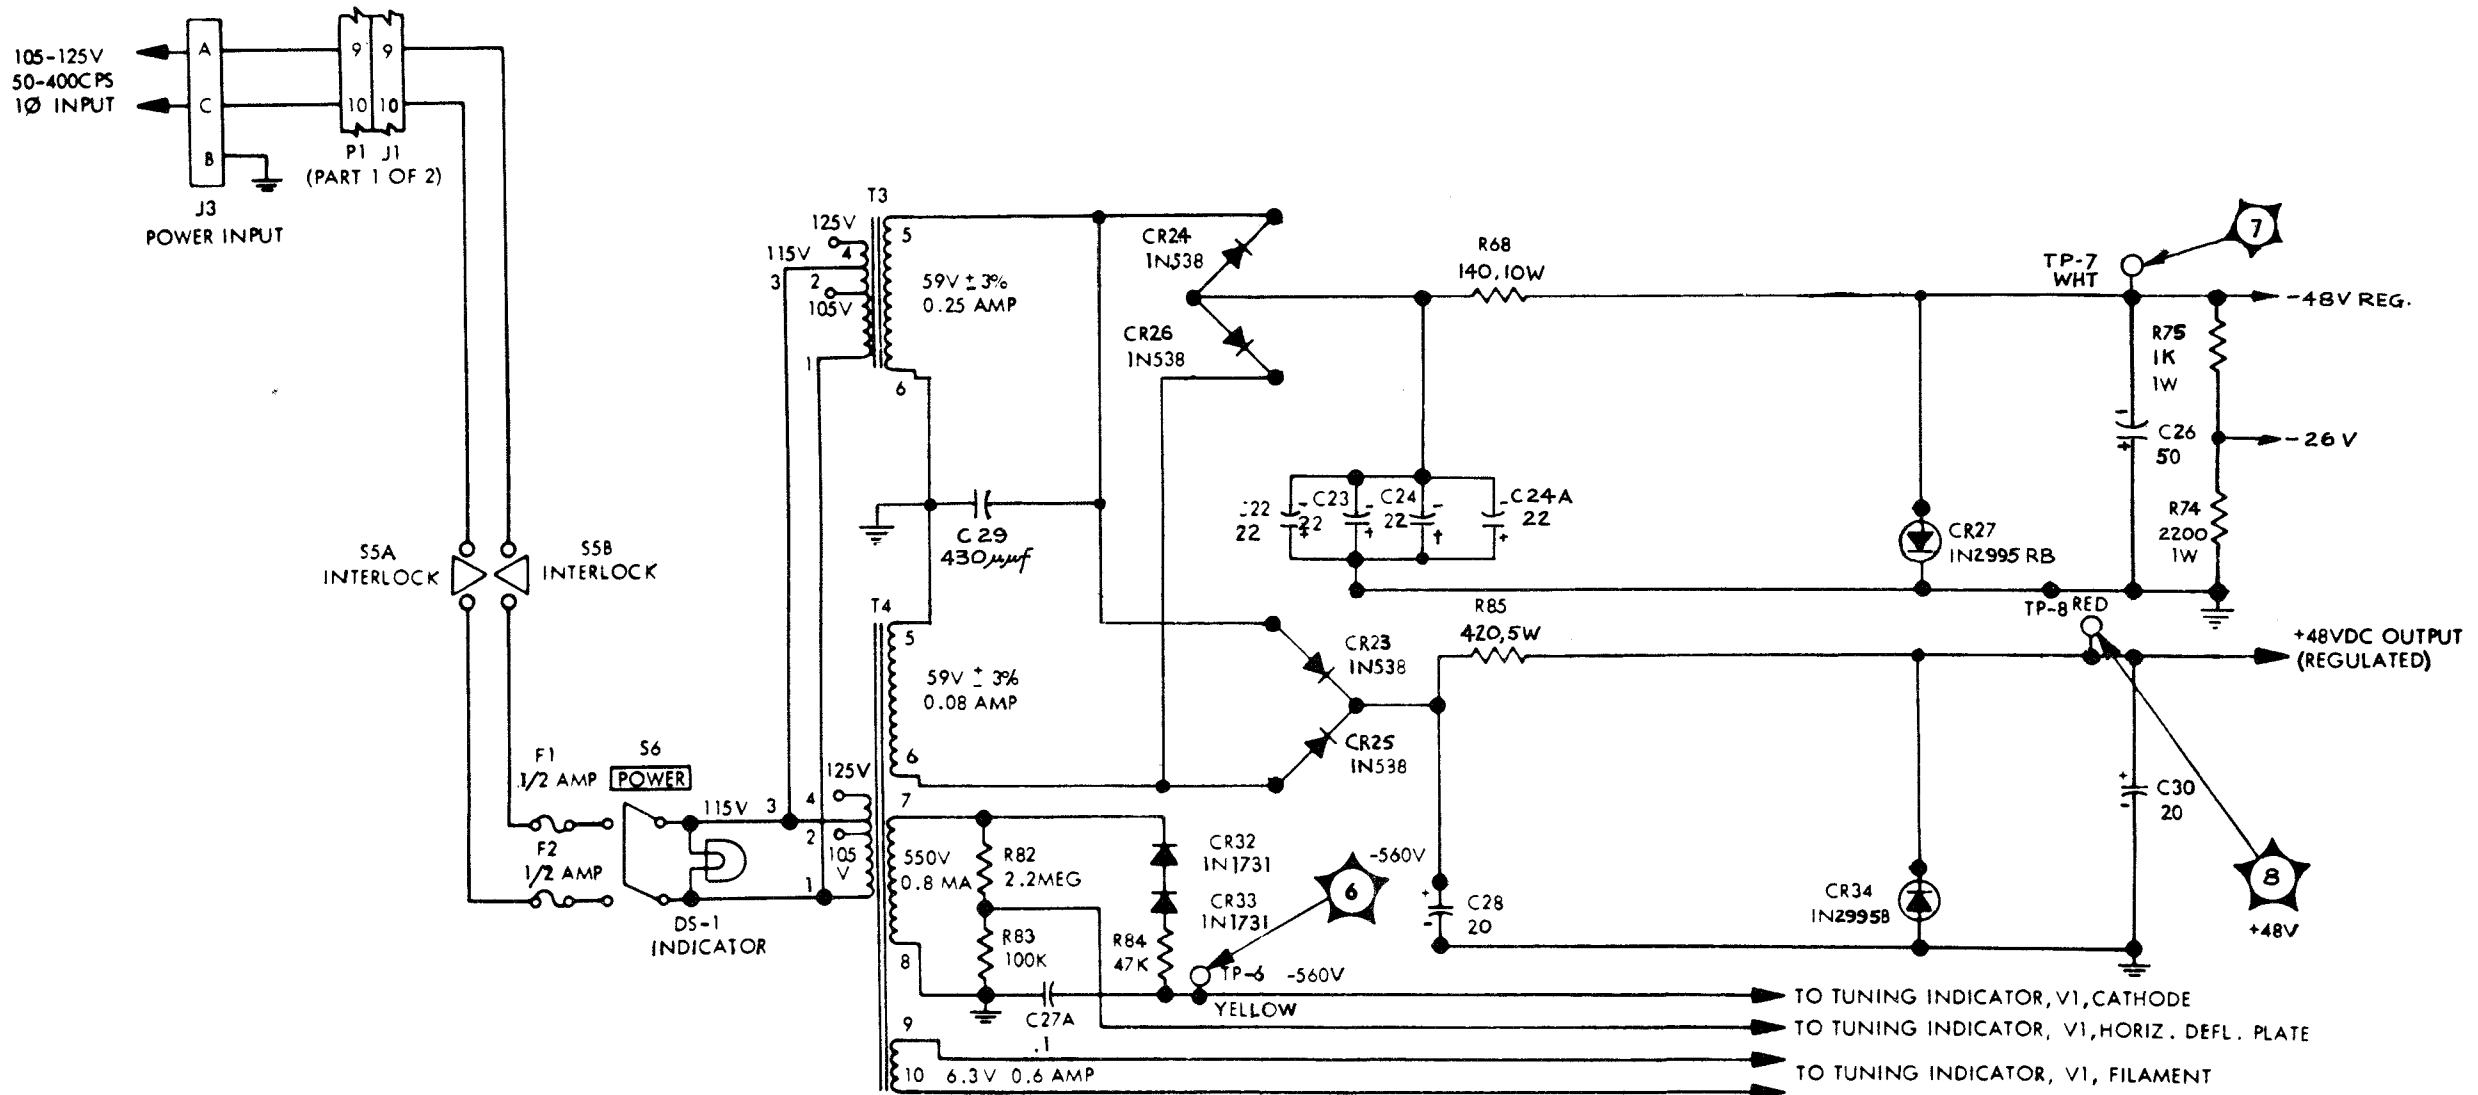 105-125V
50-400CPS
1Ø INPUT
A
C
B
J3
POWER INPUT
9 9
10 10
P1 J1
(PART 1 OF 2)
S5A
INTERLOCK
S5B
INTERLOCK
F1
1/2 AMP
F2
1/2 AMP
S6
POWER
DS-1
INDICATOR
115V 3
T3
125V
4
115V
3
2
105V
1
5
59V ± 3%
0.25 AMP
6
C29
430µµf
T4
5
59V ± 3%
0.08 AMP
6
125V
4
2
105
V
1
7
550V
0.8 MA
8
9
10
6.3V 0.6 AMP
R82
2.2MEG
R83
100K
C27A
.1
CR32
1N1731
CR33
1N1731
R84
47K
TP-6 -560V
YELLOW
6
-560V
CR24
1N538
CR26
1N538
CR23
1N538
CR25
1N538
R68
140,10W
:22
22
C23
22
C24
22
C24A
22
CR27
1N2995 RB
TP-7
WHT
7
-48V REG.
R75
1K
1W
-26V
C26
50
R74
2200
1W
TP-8 RED
R85
420,5W
+48VDC OUTPUT
(REGULATED)
C28
20
CR34
1N2995B
C30
20
8
+48V
TO TUNING INDICATOR, V1, CATHODE
TO TUNING INDICATOR, V1, HORIZ. DEFL. PLATE
TO TUNING INDICATOR, V1, FILAMENT